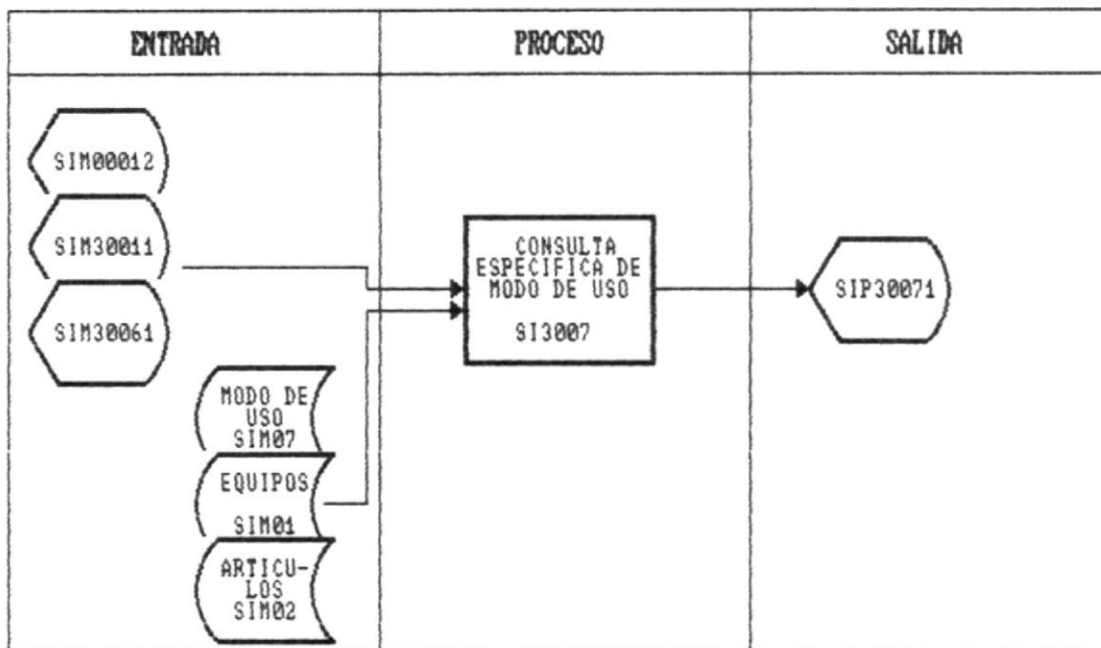 ENTRADA
PROCESO
SALIDA
SIM00012
SIM30011
SIM30061
MODO DE
USO
SIM07
EQUIPOS
SIM01
ARTICU-
LOS
SIM02
CONSULTA
ESPECIFICA DE
MODO DE USO
SI3007
SIP30071